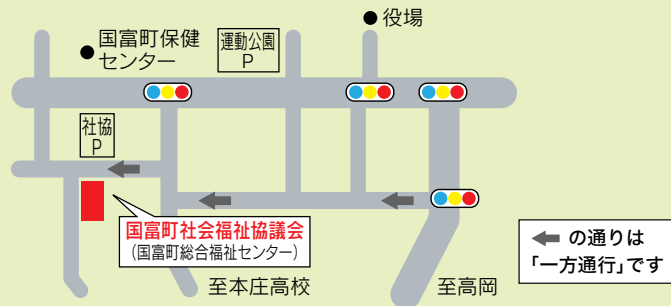 役場
国富町保健
センター
運動公園
P
社協
P
国富町社会福祉協議会
(国富町総合福祉センター)
至本庄高校
至高岡
の通りは
「一方通行」です